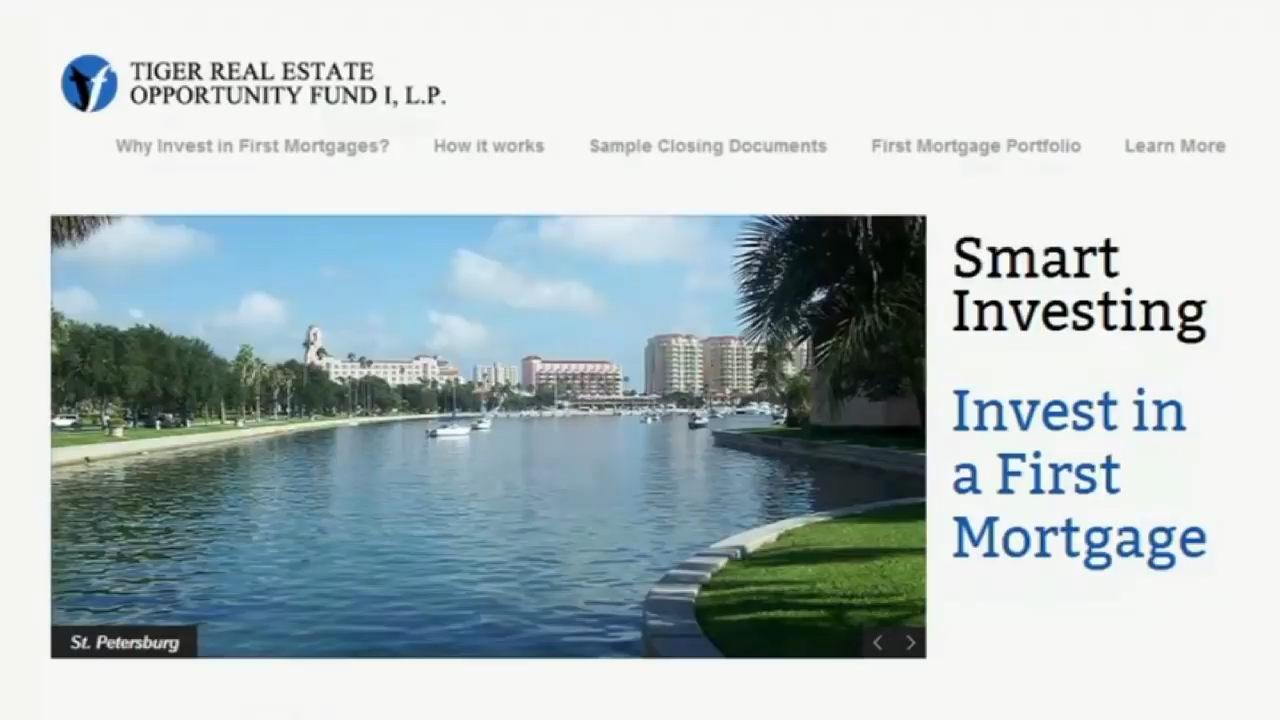 TIGER REAL ESTATE
OPPORTUNITY FUND I, L.P.
Why Invest in First Mortgages? How it works Sample Closing Documents First Mortgage Portfolio Learn More
Smart
Investing
Invest in
a First
Mortgage
St. Petersburg